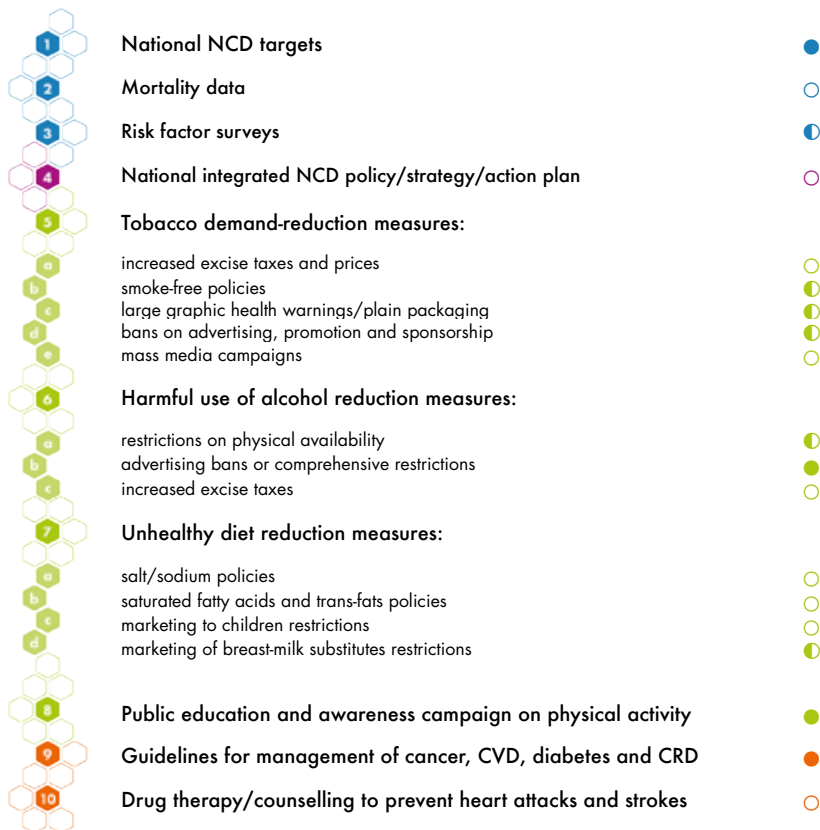 1 National NCD targets
2 Mortality data
3 Risk factor surveys
4 National integrated NCD policy/strategy/action plan
5 Tobacco demand-reduction measures:
a increased excise taxes and prices
b smoke-free policies
c large graphic health warnings/plain packaging
d bans on advertising, promotion and sponsorship
e mass media campaigns
6 Harmful use of alcohol reduction measures:
a restrictions on physical availability
b advertising bans or comprehensive restrictions
c increased excise taxes
7 Unhealthy diet reduction measures:
a salt/sodium policies
b saturated fatty acids and trans-fats policies
c marketing to children restrictions
d marketing of breast-milk substitutes restrictions
8 Public education and awareness campaign on physical activity
9 Guidelines for management of cancer, CVD, diabetes and CRD
10 Drug therapy/counselling to prevent heart attacks and strokes